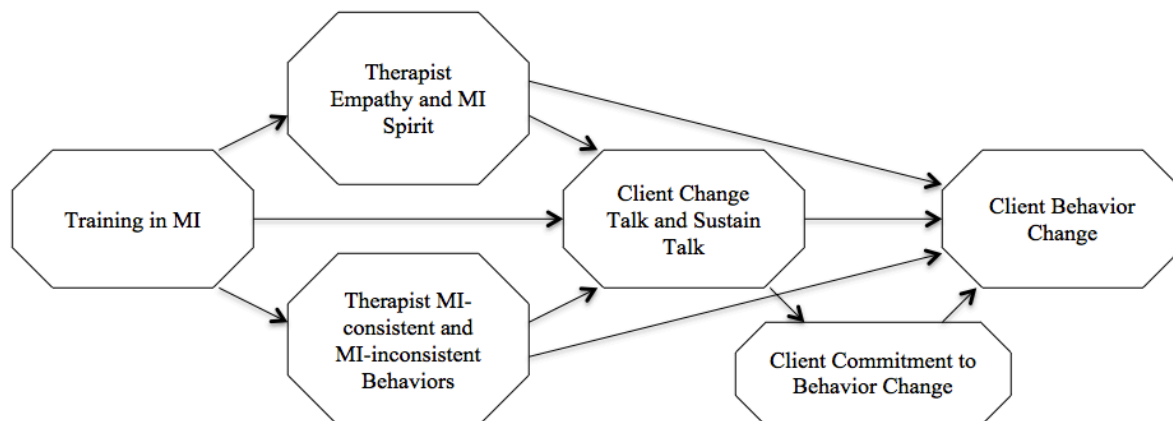 Therapist
Empathy and MI
Spirit
Training in MI
Client Change
Talk and Sustain
Talk
Client Behavior
Change
Therapist MI-
consistent and
MI-inconsistent
Behaviors
Client Commitment to
Behavior Change